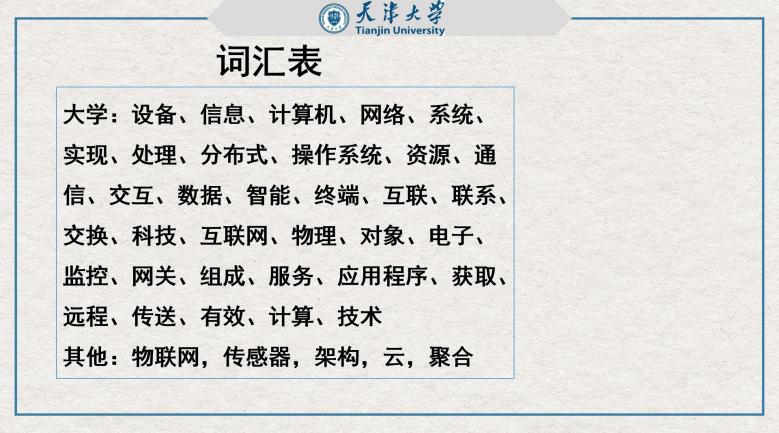 天津大学
Tianjin University
词汇表
大学：设备、信息、计算机、网络、系统、
实现、处理、分布式、操作系统、资源、通
信、交互、数据、智能、终端、互联、联系、
交换、科技、互联网、物理、对象、电子、
监控、网关、组成、服务、应用程序、获取、
远程、传送、有效、计算、技术
其他：物联网，传感器，架构，云，聚合